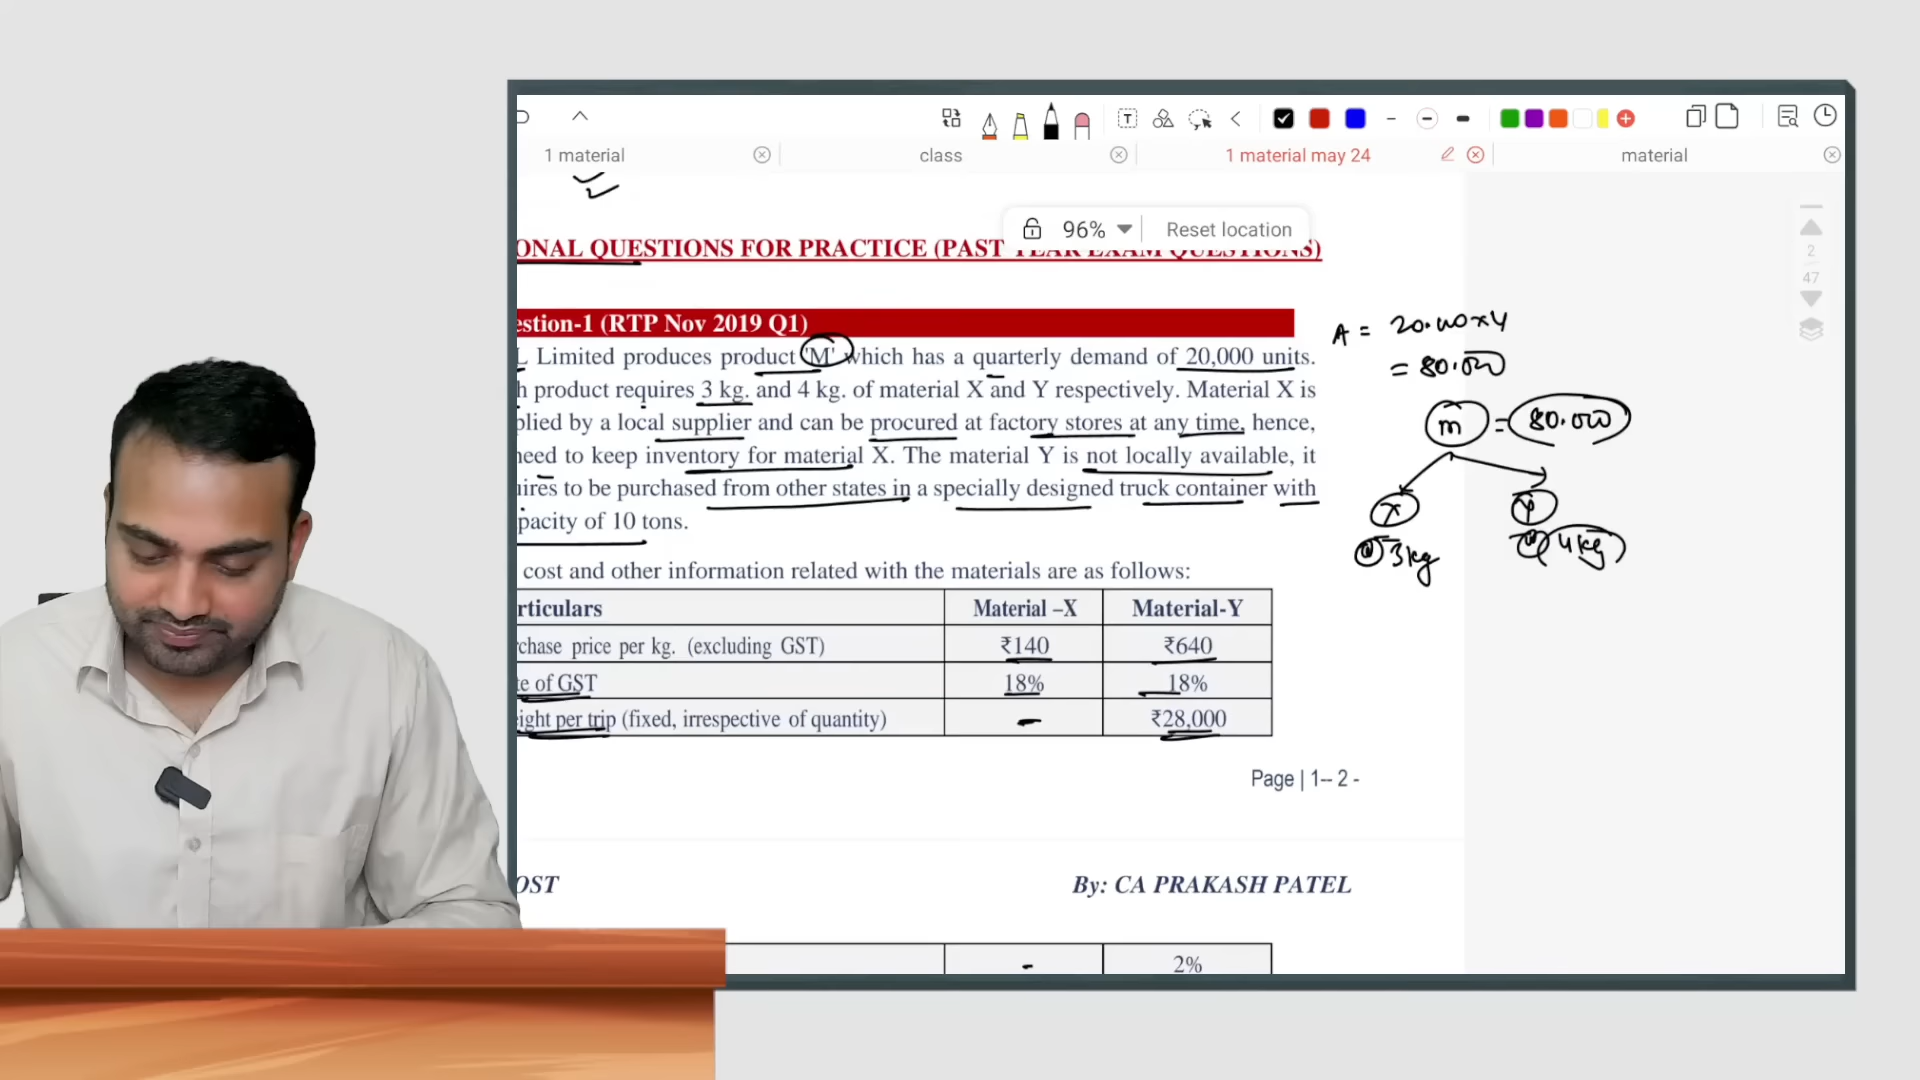 1 material
class
1 material may 24
material
96%
Reset location
ONAL QUESTIONS FOR PRACTICE (PAST YEAR EXAM QUESTIONS)
2
47
estion-1 (RTP Nov 2019 Q1)
L Limited produces product 'M' which has a quarterly demand of 20,000 units.
h product requires 3 kg. and 4 kg. of material X and Y respectively. Material X is
plied by a local supplier and can be procured at factory stores at any time, hence,
need to keep inventory for material X. The material Y is not locally available, it
uires to be purchased from other states in a specially designed truck container with
pacity of 10 tons.
A = 20.000x4
= 80.000
m = 80.000
X Y
@ 3kg @ 4kg
cost and other information related with the materials are as follows:
rticulars Material –X Material-Y
rchase price per kg. (excluding GST) ₹140 ₹640
te of GST 18% 18%
ight per trip (fixed, irrespective of quantity) - ₹28,000
Page | 1-- 2 -
OST By: CA PRAKASH PATEL
- 2%